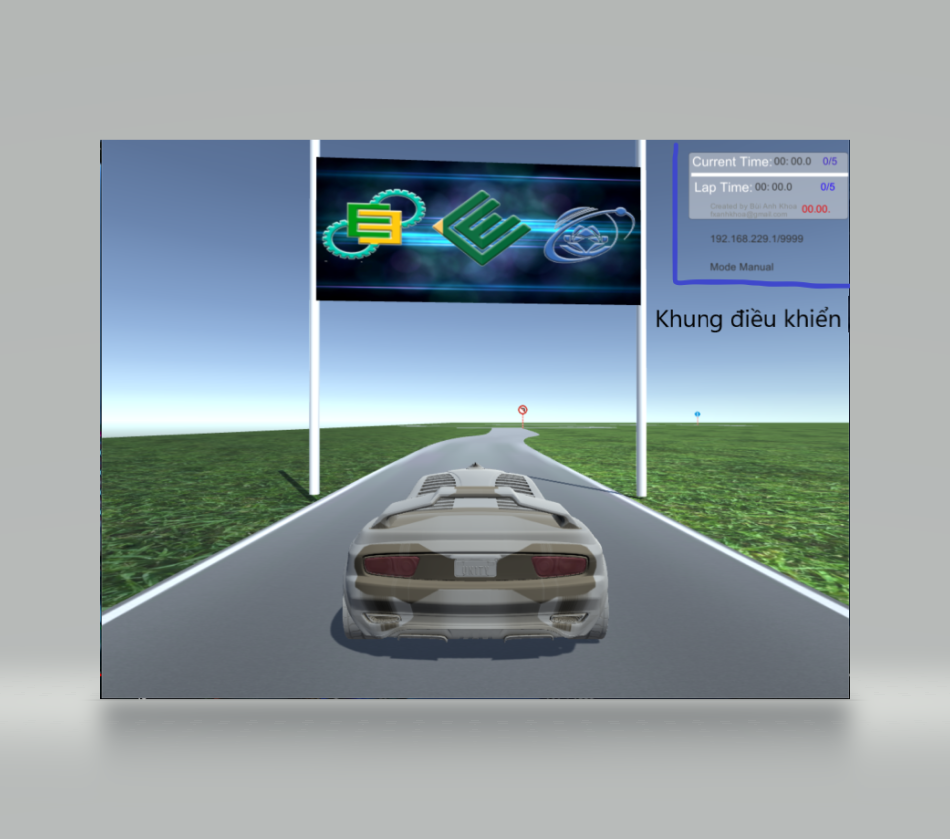 Current Time: 00: 00.0 0/5
Lap Time: 00: 00.0 0/5
Created by Bui Anh Khoa 00.00.
192.168.229.1/9999
Mode Manual
Khung điều khiển